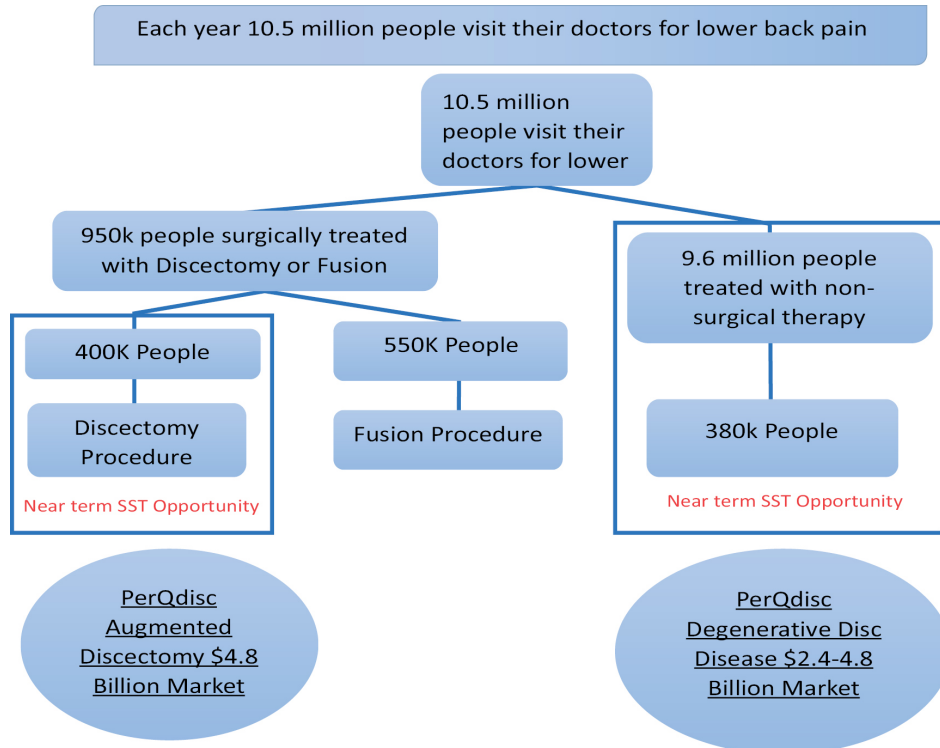 Each year 10.5 million people visit their doctors for lower back pain
10.5 million
people visit their
doctors for lower
950k people surgically treated
with Discectomy or Fusion
9.6 million people
treated with non-
surgical therapy
400K People
550K People
Discectomy
Procedure
Fusion Procedure
380k People
Near term SST Opportunity
Near term SST Opportunity
PerQdisc
Augmented
Discectomy $4.8
Billion Market
PerQdisc
Degenerative Disc
Disease $2.4-4.8
Billion Market